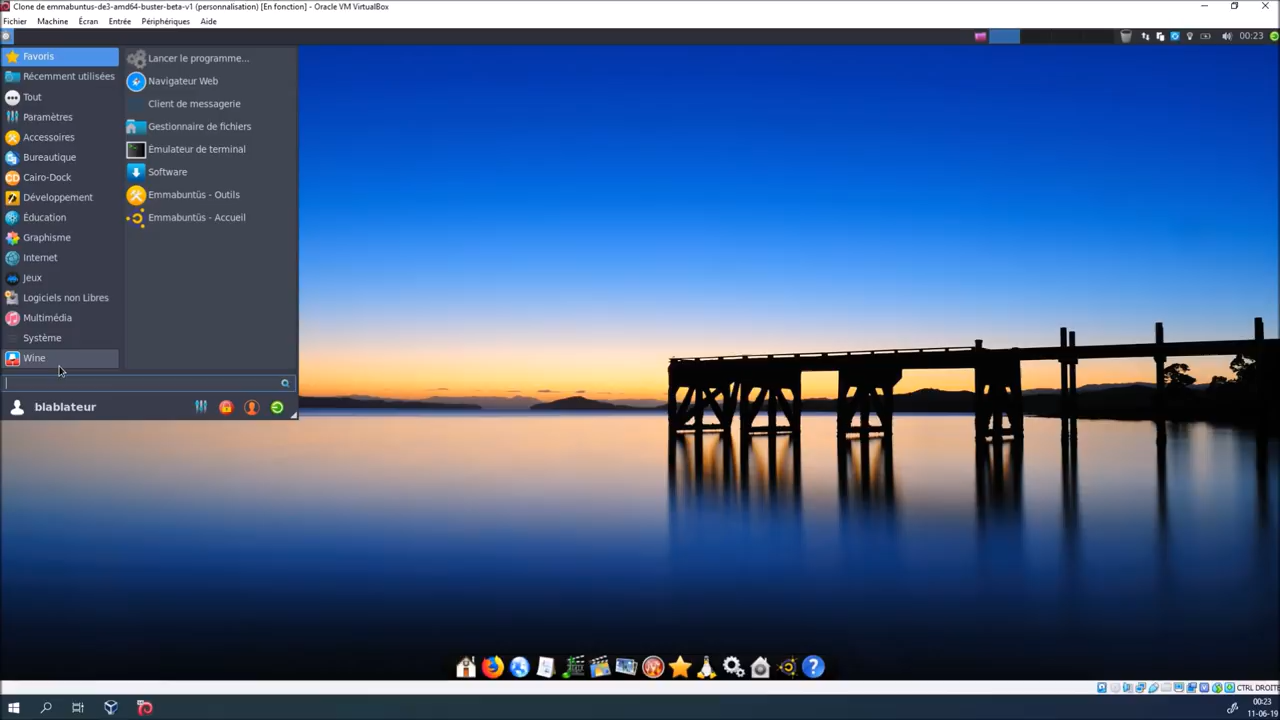 Clone de emmabuntus-de3-amd64-buster-beta-v1 (personnalisation) [En fonction] - Oracle VM VirtualBox
Fichier Machine Écran Entrée Périphériques Aide
00:23
Favoris
Récemment utilisées
Tout
Paramètres
Accessoires
Bureautique
Cairo-Dock
Développement
Éducation
Graphisme
Internet
Jeux
Logiciels non Libres
Multimédia
Système
Wine
Lancer le programme...
Navigateur Web
Client de messagerie
Gestionnaire de fichiers
Émulateur de terminal
Software
Emmabuntüs - Outils
Emmabuntüs - Accueil
blablateur
CTRL DROITE
00:23
11-06-19